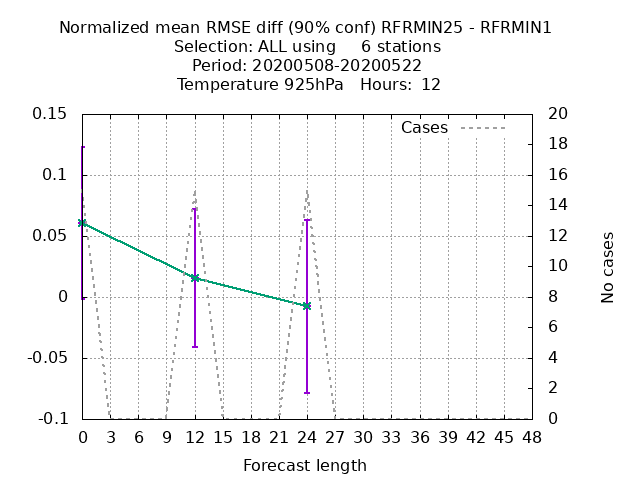 Normalized mean RMSE diff (90% conf) RFRMIN25 - RFRMIN1
Selection: ALL using     6 stations
Period: 20200508-20200522
Temperature 925hPa   Hours:  12
0.15
0.1
0.05
0
-0.05
-0.1
Cases
20
18
16
14
12
10
8
6
4
2
0
No cases
0 3 6 9 12 15 18 21 24 27 30 33 36 39 42 45 48
Forecast length